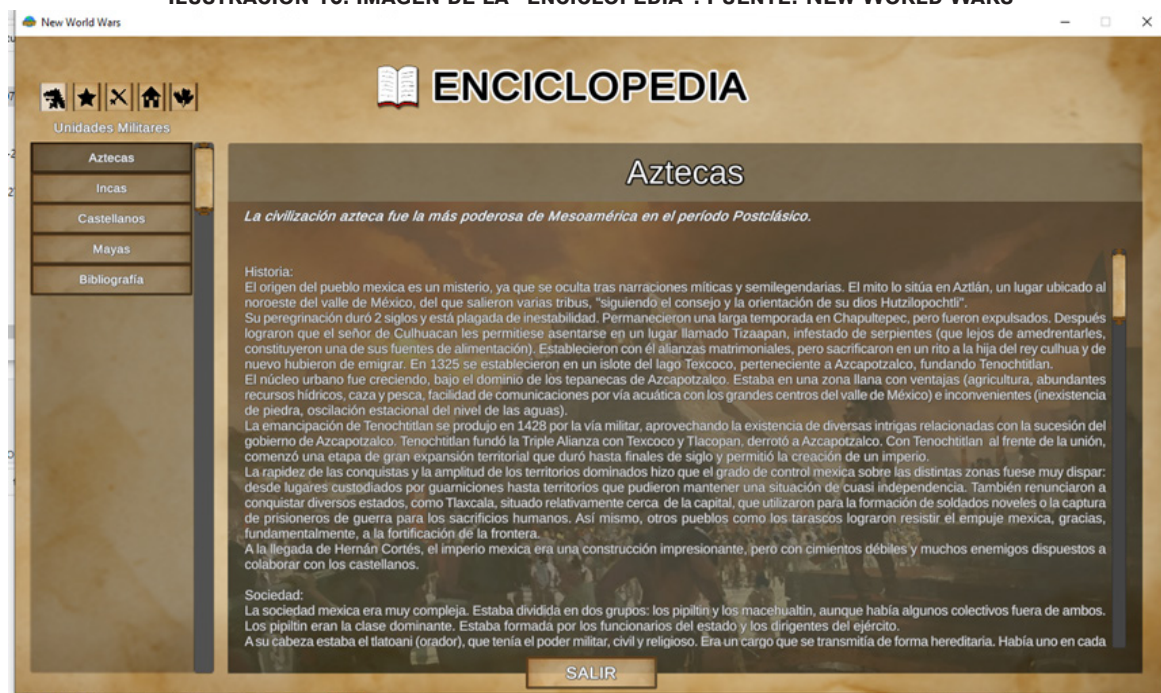 ILUSTRACIÓN 10. IMAGEN DE LA "ENCICLOPEDIA". FUENTE: NEW WORLD WARS
New World Wars
ENCICLOPEDIA
Unidades Militares
Aztecas
Incas
Castellanos
Mayas
Bibliografía
Aztecas
La civilización azteca fue la más poderosa de Mesoamérica en el período Postclásico.
Historia:
El origen del pueblo mexica es un misterio, ya que se oculta tras narraciones míticas y semilegendarias. El mito lo sitúa en Aztlán, un lugar ubicado al
noroeste del valle de México, del que salieron varias tribus, "siguiendo el consejo y la orientación de su dios Hutzilopochtli".
Su peregrinación duró 2 siglos y está plagada de inestabilidad. Permanecieron una larga temporada en Chapultepec, pero fueron expulsados. Después
lograron que el señor de Culhuacan les permitiese asentarse en un lugar llamado Tizaapan, infestado de serpientes (que lejos de amedrentarles,
constituyeron una de sus fuentes de alimentación). Establecieron con él alianzas matrimoniales, pero sacrificaron en un rito a la hija del rey culhua y de
nuevo hubieron de emigrar. En 1325 se establecieron en un islote del lago Texcoco, perteneciente a Azcapotzalco, fundando Tenochtitlan.
El núcleo urbano fue creciendo, bajo el dominio de los tepanecas de Azcapotzalco. Estaba en una zona llana con ventajas (agricultura, abundantes
recursos hídricos, caza y pesca, facilidad de comunicaciones por vía acuática con los grandes centros del valle de México) e inconvenientes (inexistencia
de piedra, oscilación estacional del nivel de las aguas).
La emancipación de Tenochtitlan se produjo en 1428 por la vía militar, aprovechando la existencia de diversas intrigas relacionadas con la sucesión del
gobierno de Azcapotzalco. Tenochtitlan fundó la Triple Alianza con Texcoco y Tlacopan, derrotó a Azcapotzalco. Con Tenochtitlan al frente de la unión,
comenzó una etapa de gran expansión territorial que duró hasta finales de siglo y permitió la creación de un imperio.
La rapidez de las conquistas y la amplitud de los territorios dominados hizo que el grado de control mexica sobre las distintas zonas fuese muy dispar:
desde lugares custodiados por guarniciones hasta territorios que pudieron mantener una situación de cuasi independencia. También renunciaron a
conquistar diversos estados, como Tlaxcala, situado relativamente cerca de la capital, que utilizaron para la formación de soldados noveles o la captura
de prisioneros de guerra para los sacrificios humanos. Así mismo, otros pueblos como los tarascos lograron resistir el empuje mexica, gracias,
fundamentalmente, a la fortificación de la frontera.
A la llegada de Hernán Cortés, el imperio mexica era una construcción impresionante, pero con cimientos débiles y muchos enemigos dispuestos a
colaborar con los castellanos.
Sociedad:
La sociedad mexica era muy compleja. Estaba dividida en dos grupos: los pipiltin y los macehualtin, aunque había algunos colectivos fuera de ambos.
Los pipiltin eran la clase dominante. Estaba formada por los funcionarios del estado y los dirigentes del ejército.
A su cabeza estaba el tlatoani (orador), que tenía el poder militar, civil y religioso. Era un cargo que se transmitía de forma hereditaria. Había uno en cada
SALIR